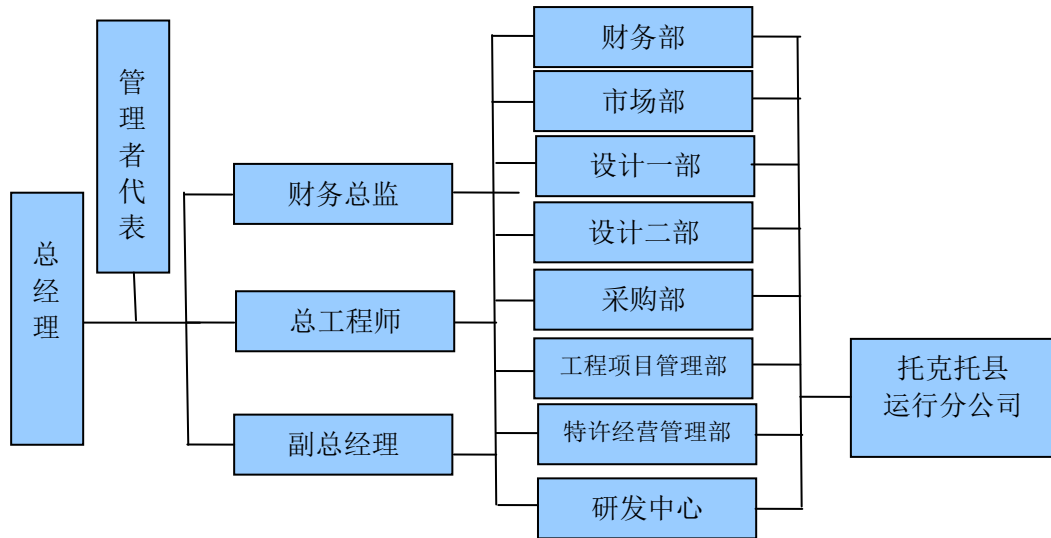 总经理
管理者代表
财务总监
总工程师
副总经理
财务部
市场部
设计一部
设计二部
采购部
工程项目管理部
特许经营管理部
研发中心
托克托县
运行分公司